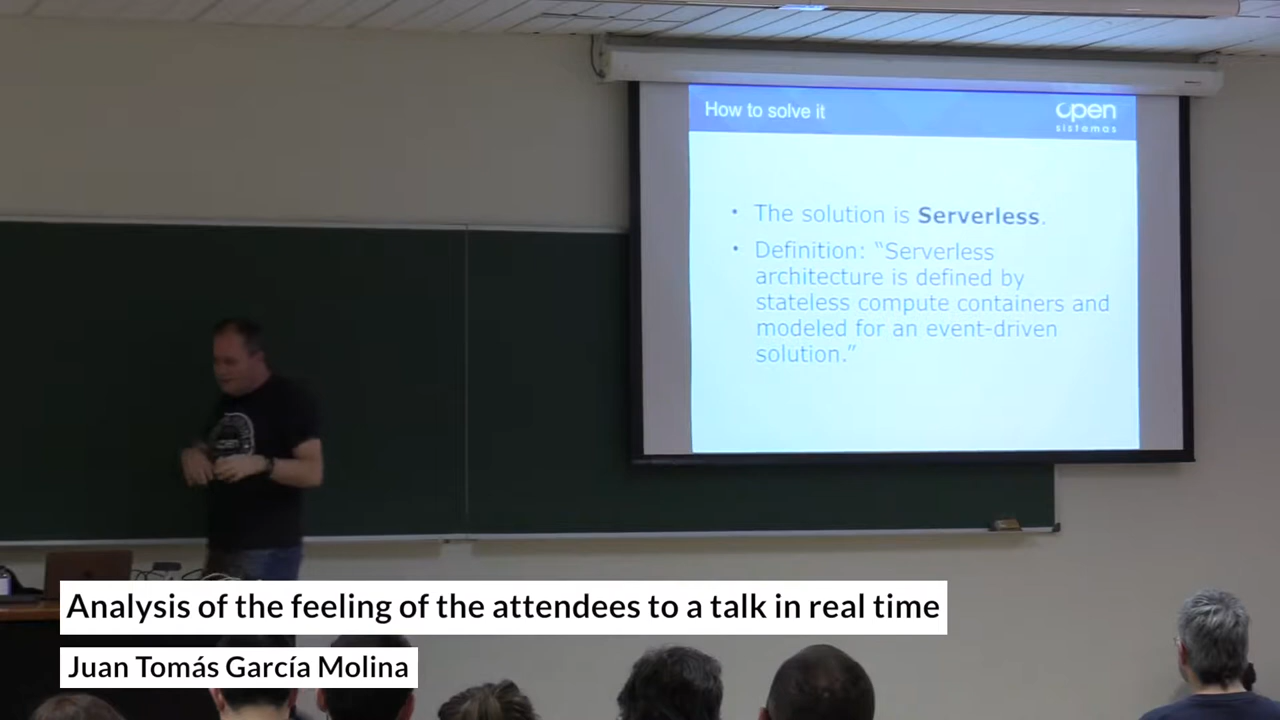 How to solve it
open
sistemas
• The solution is Serverless.
• Definition: “Serverless
architecture is defined by
stateless compute containers and
modeled for an event-driven
solution.”
Analysis of the feeling of the attendees to a talk in real time
Juan Tomás García Molina